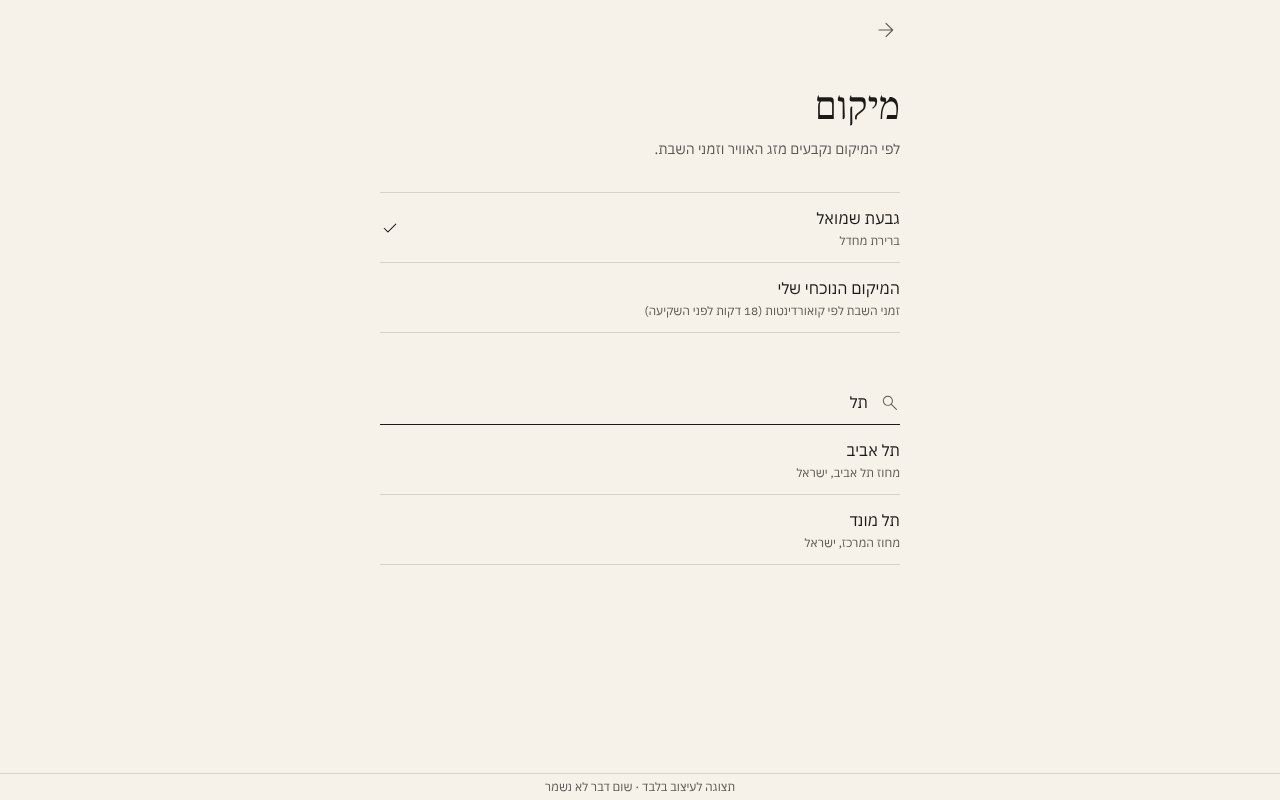 מיקום
לפי המיקום נקבעים מזג האוויר וזמני השבת.
גבעת שמואל
ברירת מחדל
המיקום הנוכחי שלי
זמני השבת לפי קואורדינטות (18 דקות לפני השקיעה)
תל
תל אביב
מחוז תל אביב, ישראל
תל מונד
מחוז המרכז, ישראל
תצוגה לעיצוב בלבד · שום דבר לא נשמר